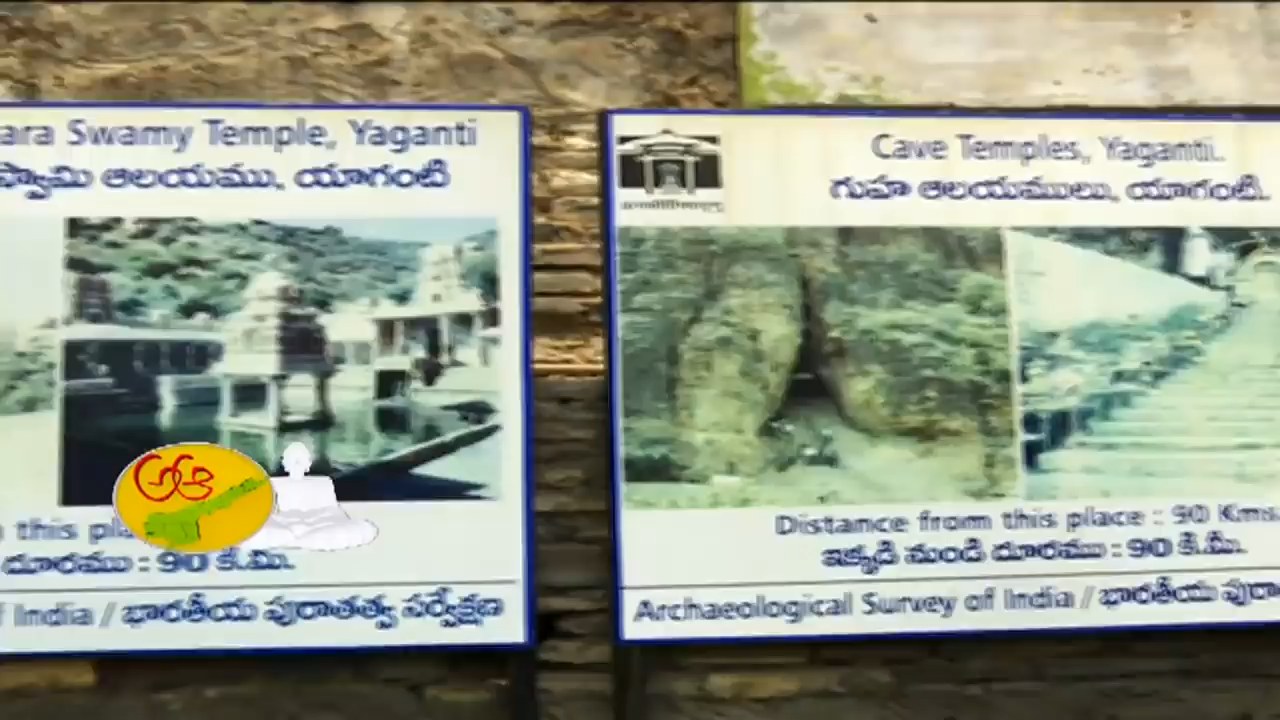 ara Swamy Temple, Yaganti
స్వామి ఆలయము, యాగంటి
this
దూరము : 90 కి.మి.
India / భారతీయ పురాతత్వ సర్వేక్షణ
Cave Temples, Yaganti.
గుహ ఆలయములు, యాగంటి.
Distance from this place : 90 Kms
ఇక్కడి నుండి దూరము : 90 కి.మీ.
Archaeological Survey of India / భారతీయ